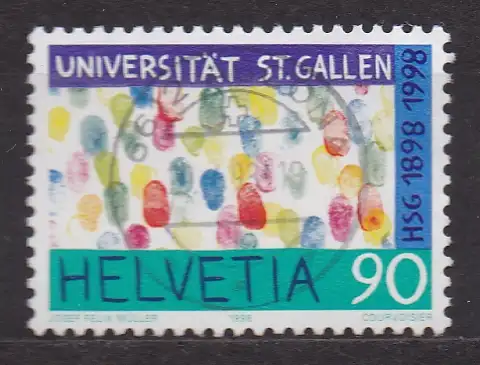 UNIVERSITÄT ST. GALLEN
HSG 1898 1998
HELVETIA 90
JOSEF FELIX MÜLLER 1998 COURVOISIER